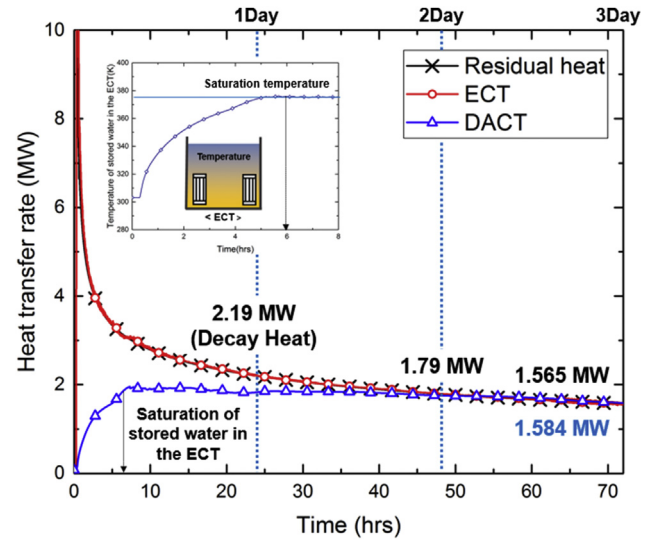 1Day
2Day
3Day
10
8
6
4
2
0
Heat transfer rate (MW)
0
10
20
30
40
50
60
70
Time (hrs)
Residual heat
ECT
DACT
400
380
360
340
320
300
280
Temperature of stored water in the ECT(K)
Saturation temperature
Temperature
< ECT >
0
2
4
6
8
Time(hrs)
2.19 MW
(Decay Heat)
1.79 MW
1.565 MW
1.584 MW
Saturation of
stored water in
the ECT